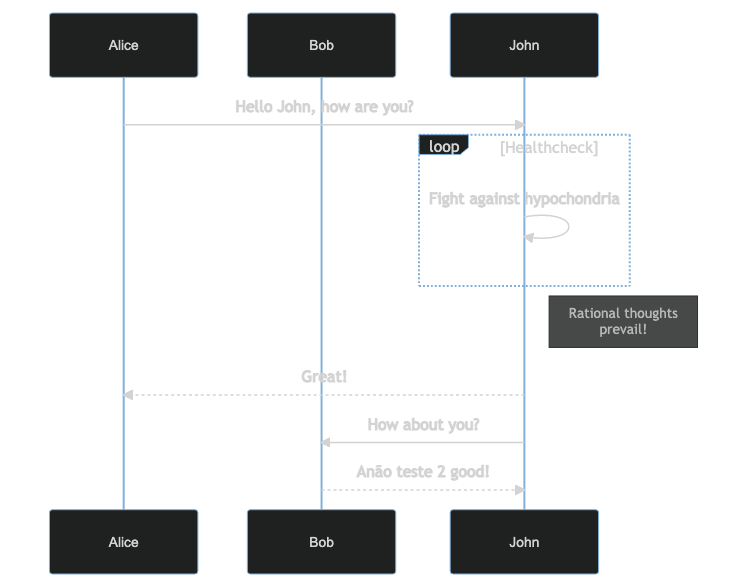 Alice
Bob
John
Hello John, how are you?
loop
[Healthcheck]
Fight against hypochondria
Rational thoughts
prevail!
Great!
How about you?
Anão teste 2 good!
Alice
Bob
John